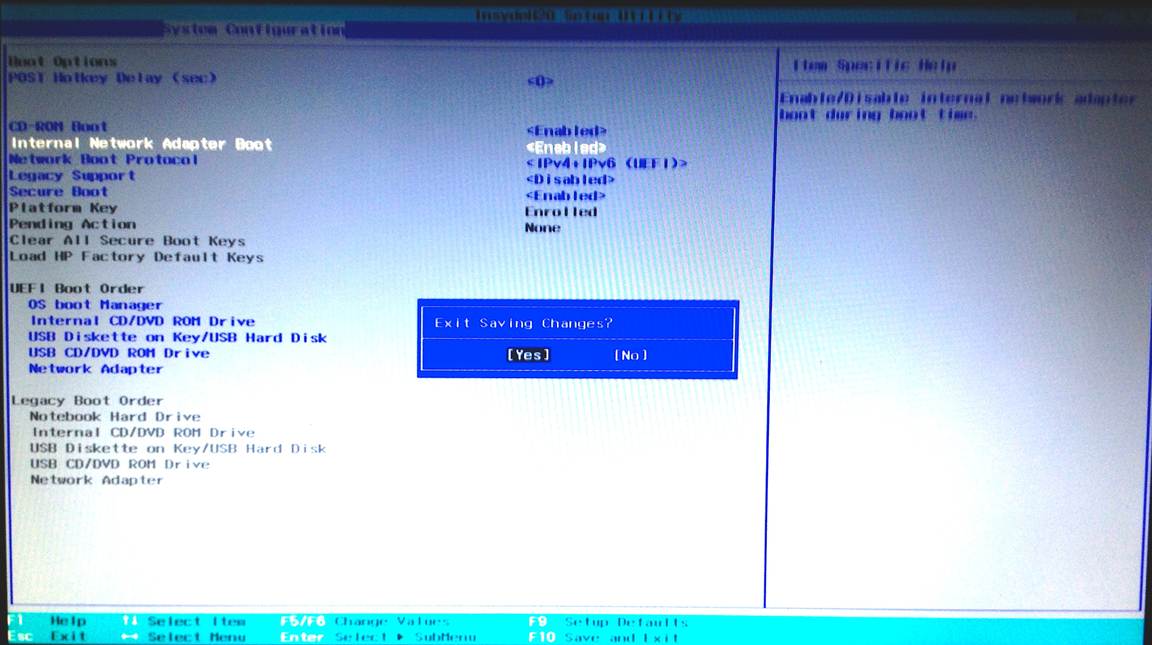 InsydeH20 Setup Utility
System Configuration
Boot Options
POST Hotkey Delay (sec) <0>
CD-ROM Boot <Enabled>
Internal Network Adapter Boot <Enabled>
Network Boot Protocol <IPv4+IPv6 (UEFI)>
Legacy Support <Disabled>
Secure Boot <Enabled>
Platform Key Enrolled
Pending Action None
Clear All Secure Boot Keys
Load HP Factory Default Keys
UEFI Boot Order
OS boot Manager
Internal CD/DVD ROM Drive
USB Diskette on Key/USB Hard Disk
USB CD/DVD ROM Drive
Network Adapter
Legacy Boot Order
Notebook Hard Drive
Internal CD/DVD ROM Drive
USB Diskette on Key/USB Hard Disk
USB CD/DVD ROM Drive
Network Adapter
Exit Saving Changes?
[Yes] [No]
Item Specific Help
Enable/Disable internal network adapter
boot during boot time.
F1 Help ↑↓ Select Item F5/F6 Change Values F9 Setup Defaults
Esc Exit ↔ Select Menu Enter Select ▶ SubMenu F10 Save and Exit